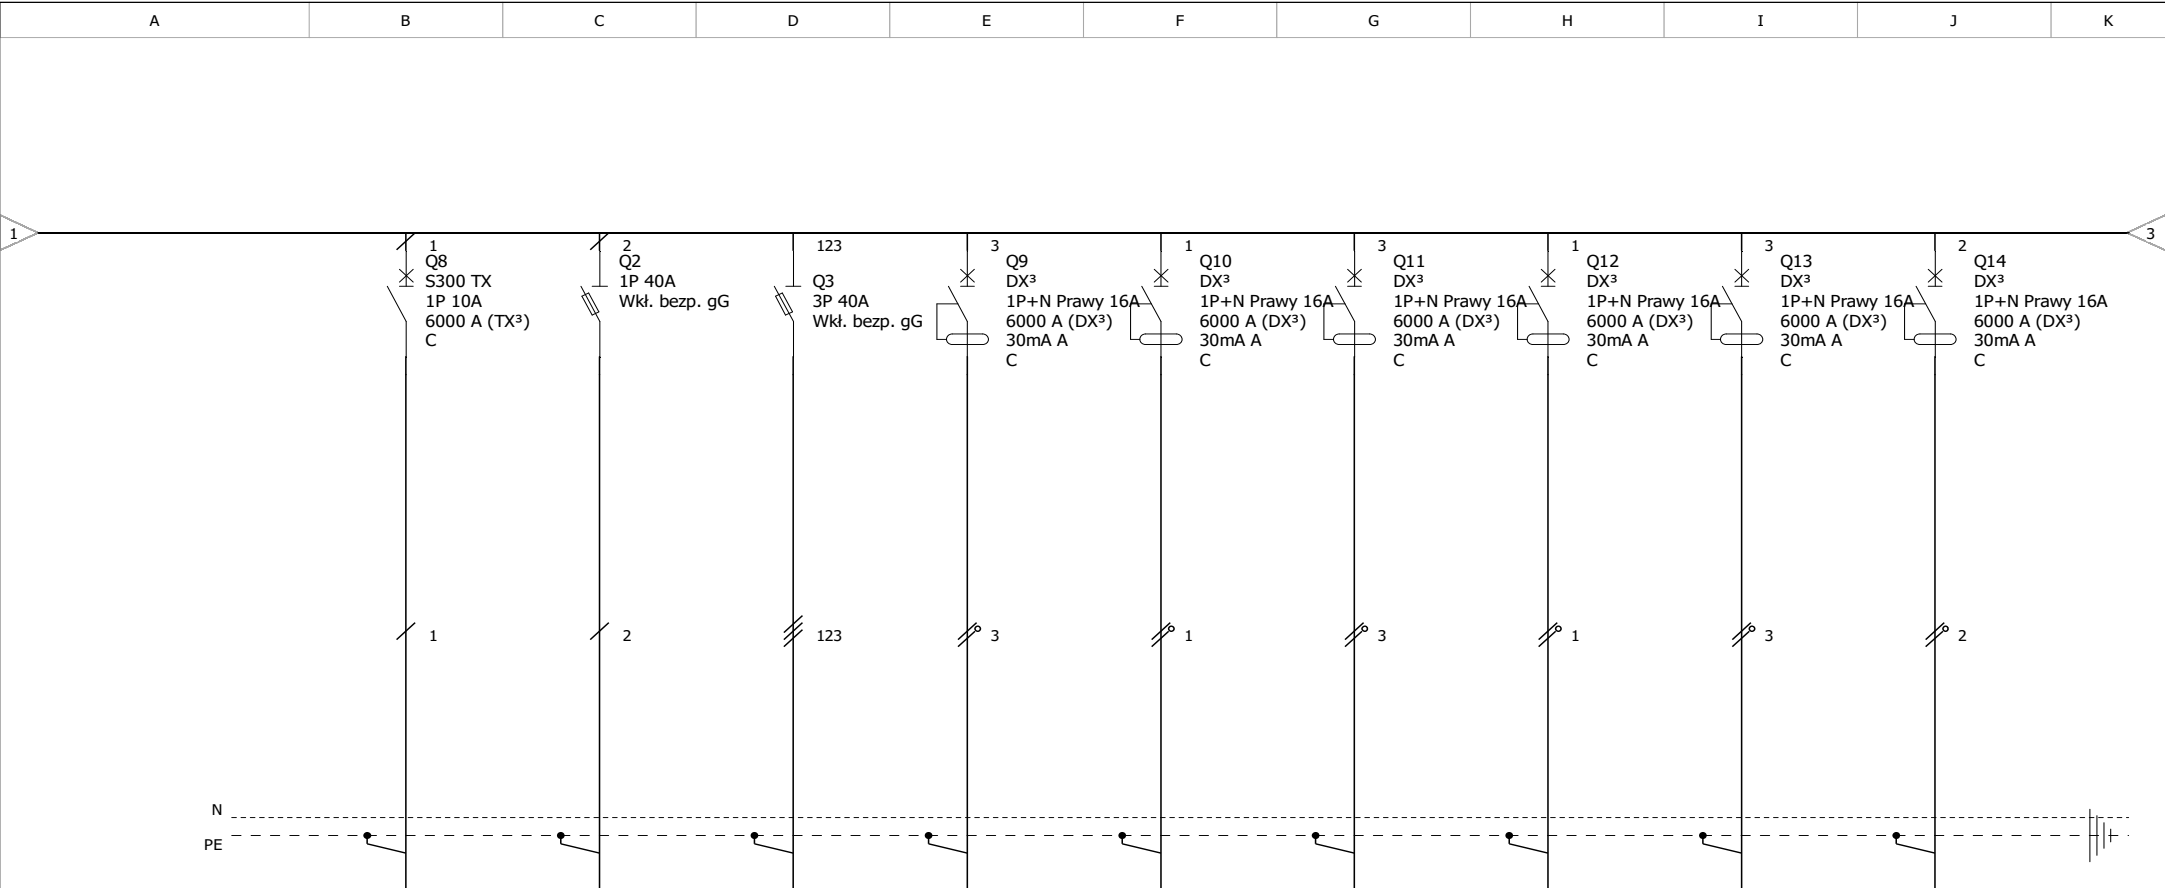 A
B
C
D
E
F
G
H
I
J
K
1
3
1
Q8
S300 TX
1P 10A
6000 A (TX³)
C
2
Q2
1P 40A
Wkł. bezp. gG
123
Q3
3P 40A
Wkł. bezp. gG
3
Q9
DX³
1P+N Prawy 16A
6000 A (DX³)
30mA A
C
1
Q10
DX³
1P+N Prawy 16A
6000 A (DX³)
30mA A
C
3
Q11
DX³
1P+N Prawy 16A
6000 A (DX³)
30mA A
C
1
Q12
DX³
1P+N Prawy 16A
6000 A (DX³)
30mA A
C
3
Q13
DX³
1P+N Prawy 16A
6000 A (DX³)
30mA A
C
2
Q14
DX³
1P+N Prawy 16A
6000 A (DX³)
30mA A
C
1
2
123
3
1
3
1
3
2
N
PE